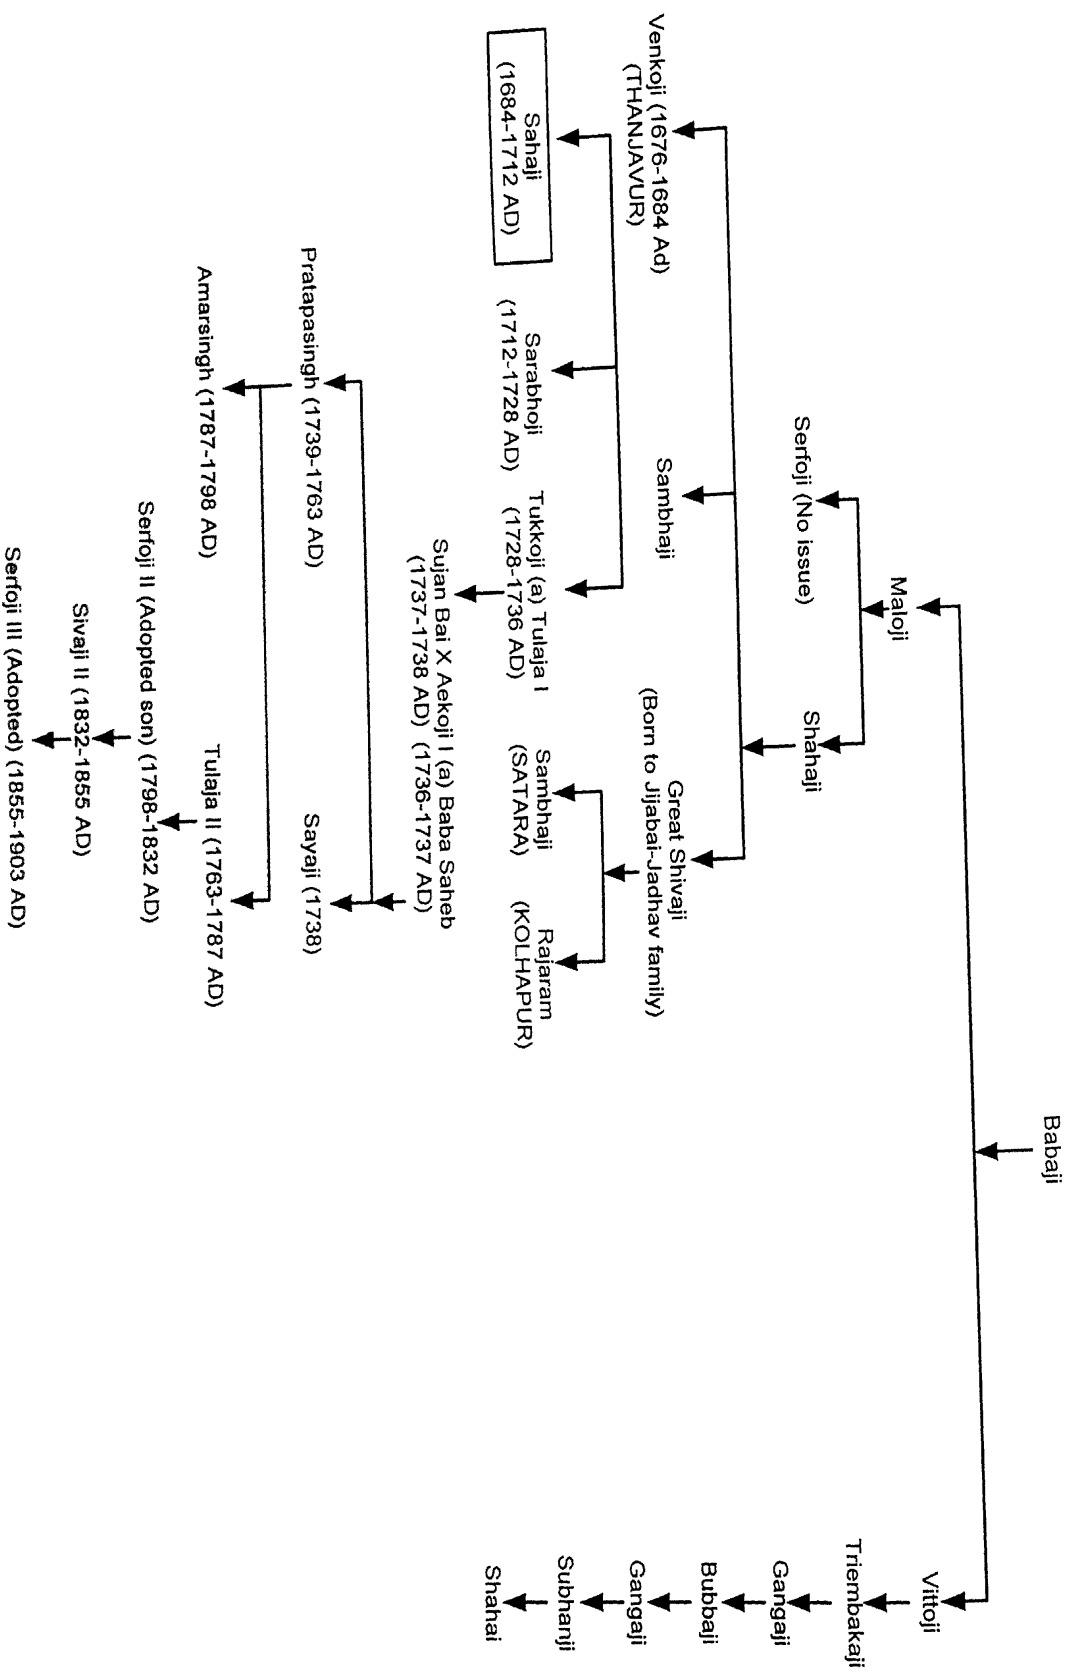 Babaji
Maloji
Vittoji
Serfoji (No issue)
Shahaji
Triembakaji
Gangaji
Venkoji (1676-1684 Ad)
(THANJAVUR)
Sambhaji
Great Shivaji
(Born to Jijabai-Jadhav family)
Bubbaji
Gangaji
Sahaji
(1684-1712 AD)
Sarabhoji
(1712-1728 AD)
Tukkoji (a) Tulaja I
(1728-1736 AD)
Sambhaji
(SATARA)
Rajaram
(KOLHAPUR)
Subhanji
Shahai
Sujan Bai X Aekoji I (a) Baba Saheb
(1737-1738 AD) (1736-1737 AD)
Pratapasingh (1739-1763 AD)
Sayaji (1738)
Amarsingh (1787-1798 AD)
Tulaja II (1763-1787 AD)
Serfoji II (Adopted son) (1798-1832 AD)
Sivaji II (1832-1855 AD)
Serfoji III (Adopted) (1855-1903 AD)